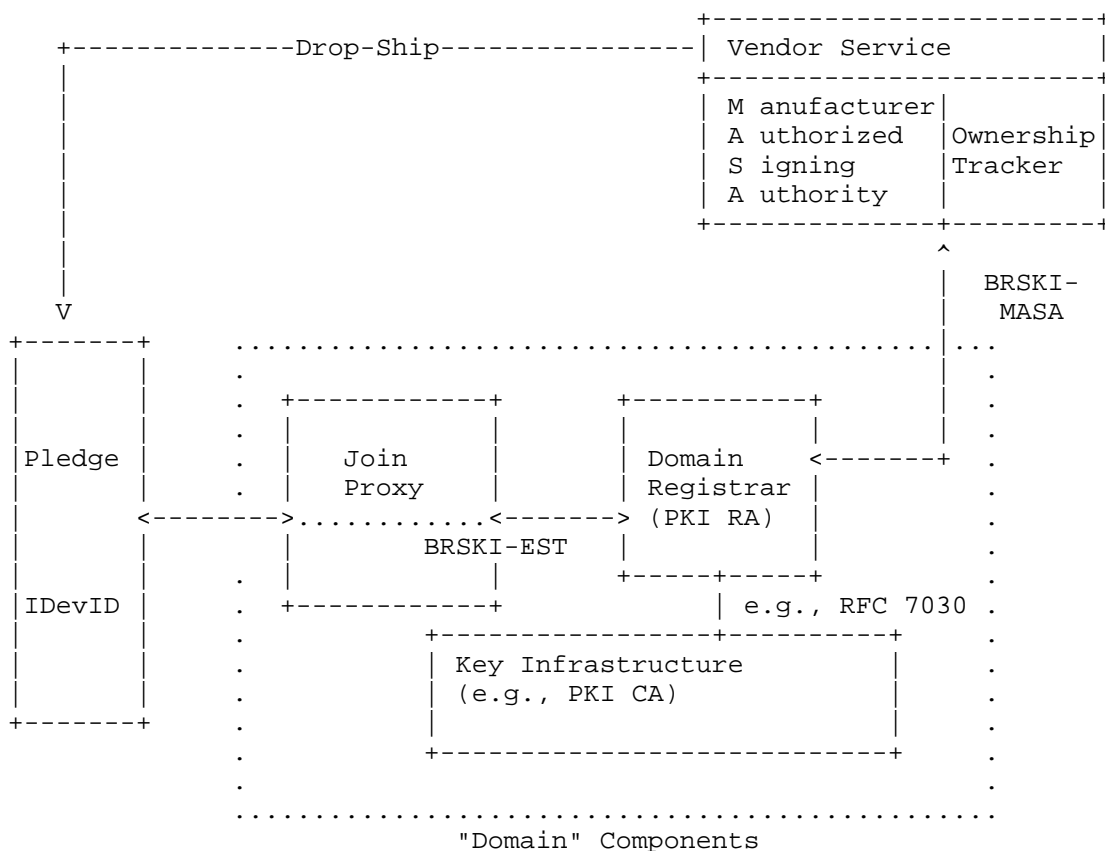 Drop-Ship
Vendor Service
M anufacturer
A uthorized Ownership
S igning Tracker
A uthority
BRSKI-
V MASA
Pledge Join Domain
Proxy Registrar
(PKI RA)
BRSKI-EST
IDevID e.g., RFC 7030
Key Infrastructure
(e.g., PKI CA)
"Domain" Components